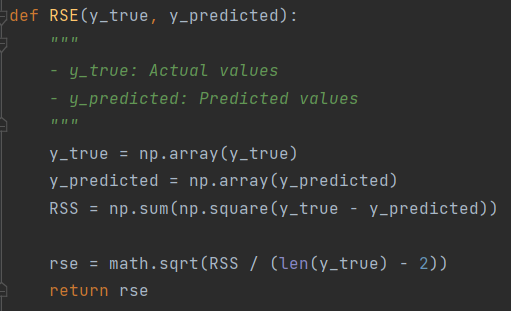 def RSE(y_true, y_predicted):
    """
    - y_true: Actual values
    - y_predicted: Predicted values
    """
    y_true = np.array(y_true)
    y_predicted = np.array(y_predicted)
    RSS = np.sum(np.square(y_true - y_predicted))

    rse = math.sqrt(RSS / (len(y_true) - 2))
    return rse